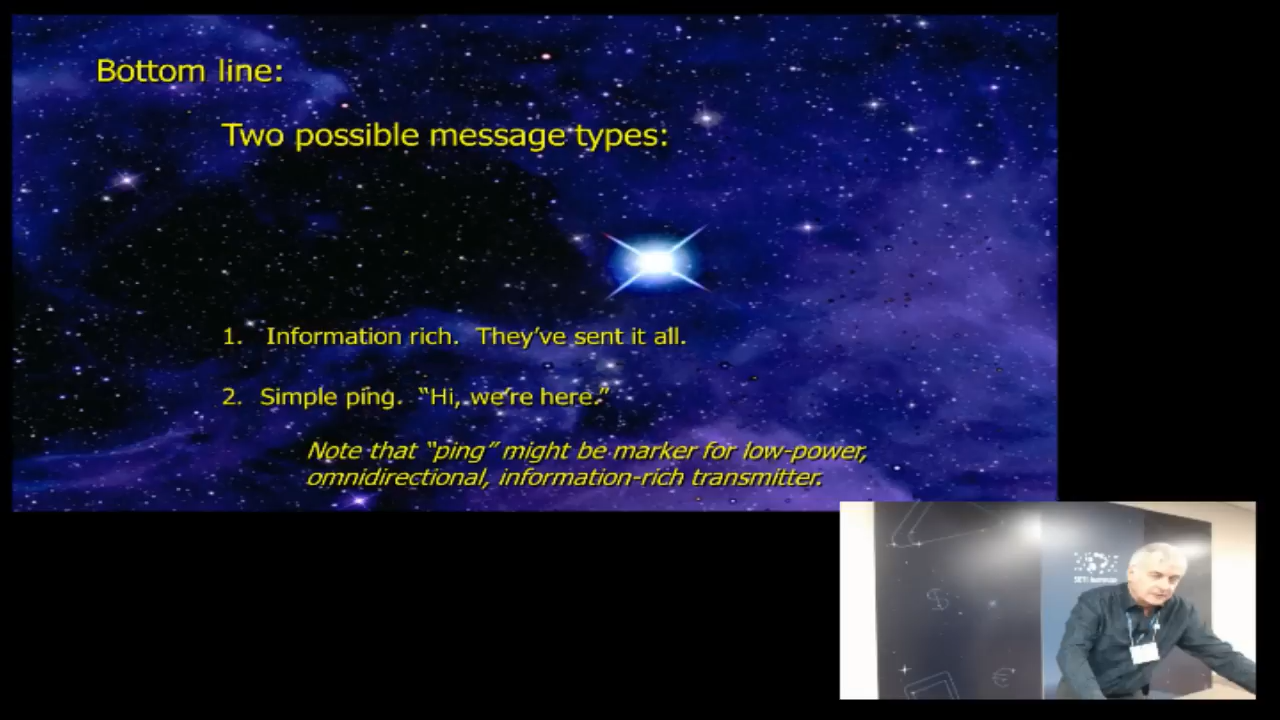 Bottom line:
Two possible message types:
1. Information rich. They’ve sent it all.
2. Simple ping. “Hi, we’re here.”
Note that “ping” might be marker for low-power,
omnidirectional, information-rich transmitter.
SETI